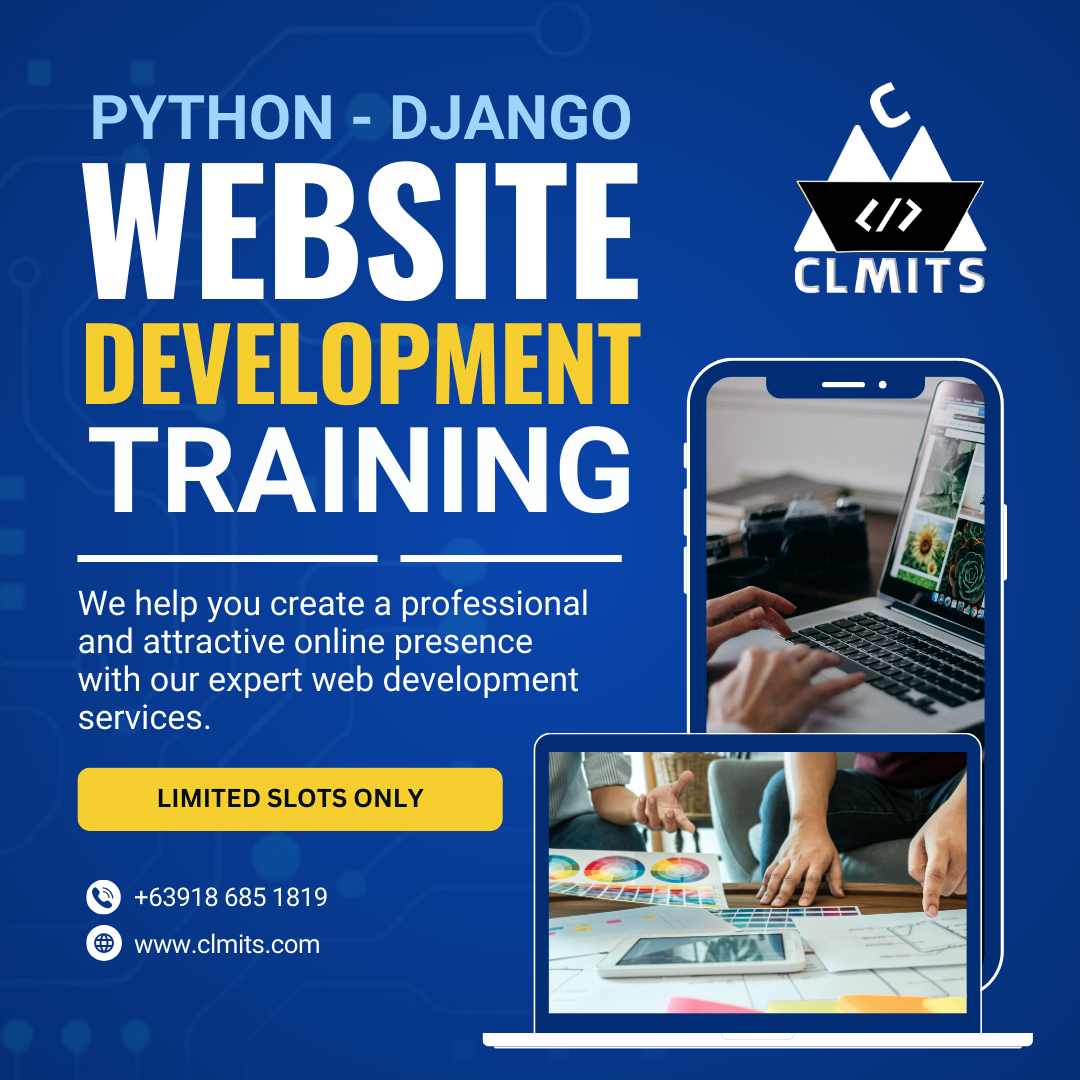 PYTHON - DJANGO
WEBSITE
DEVELOPMENT
TRAINING
C
</>
CLMITS
We help you create a professional
and attractive online presence
with our expert web development
services.
LIMITED SLOTS ONLY
+63918 685 1819
www.clmits.com